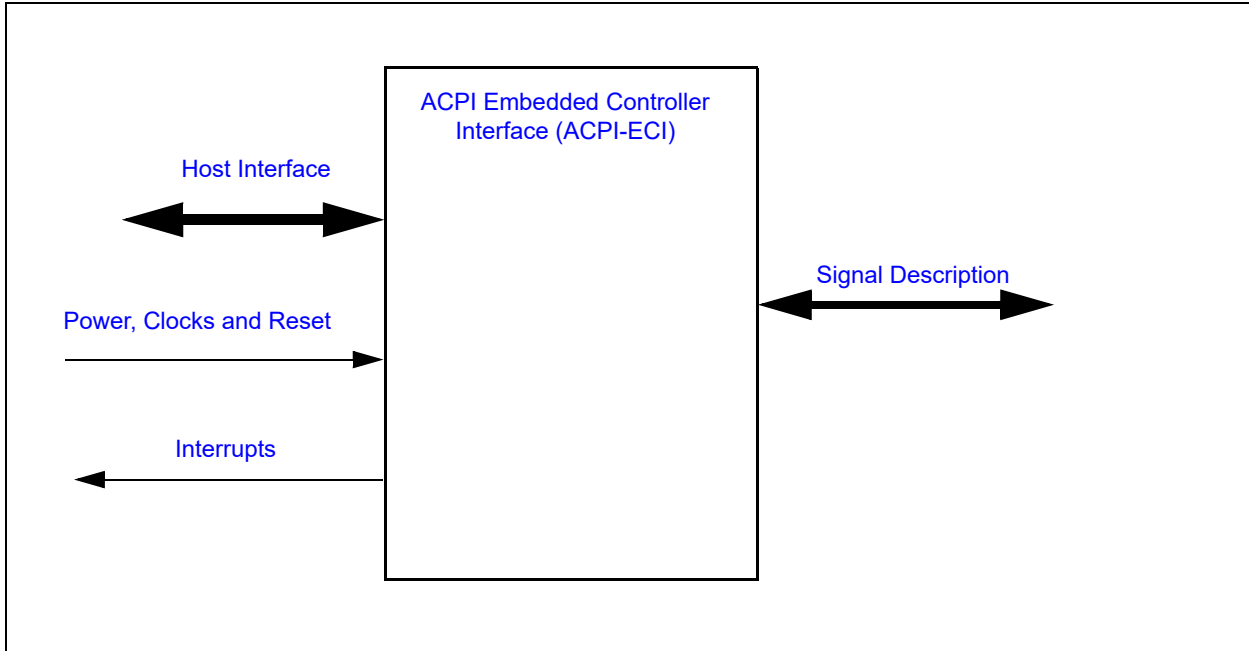 ACPI Embedded Controller
Interface (ACPI-ECI)
Host Interface
Signal Description
Power, Clocks and Reset
Interrupts